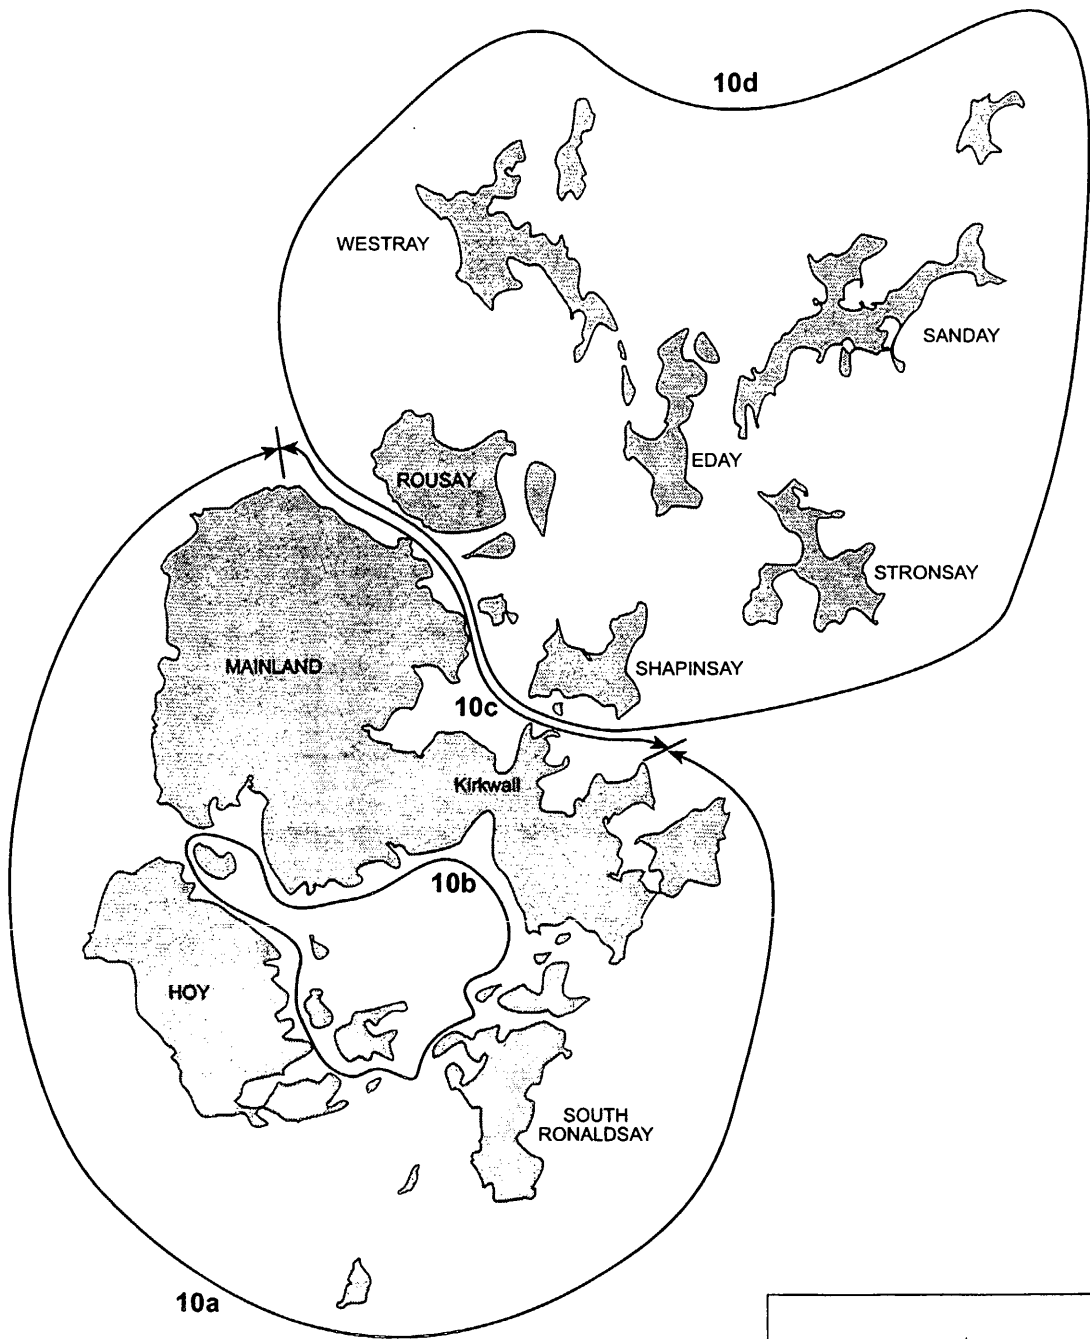 10d
WESTRAY
SANDAY
EDAY
ROUSAY
STRONSAY
MAINLAND
SHAPINSAY
10c
Kirkwall
10b
HOY
SOUTH
RONALDSAY
10a